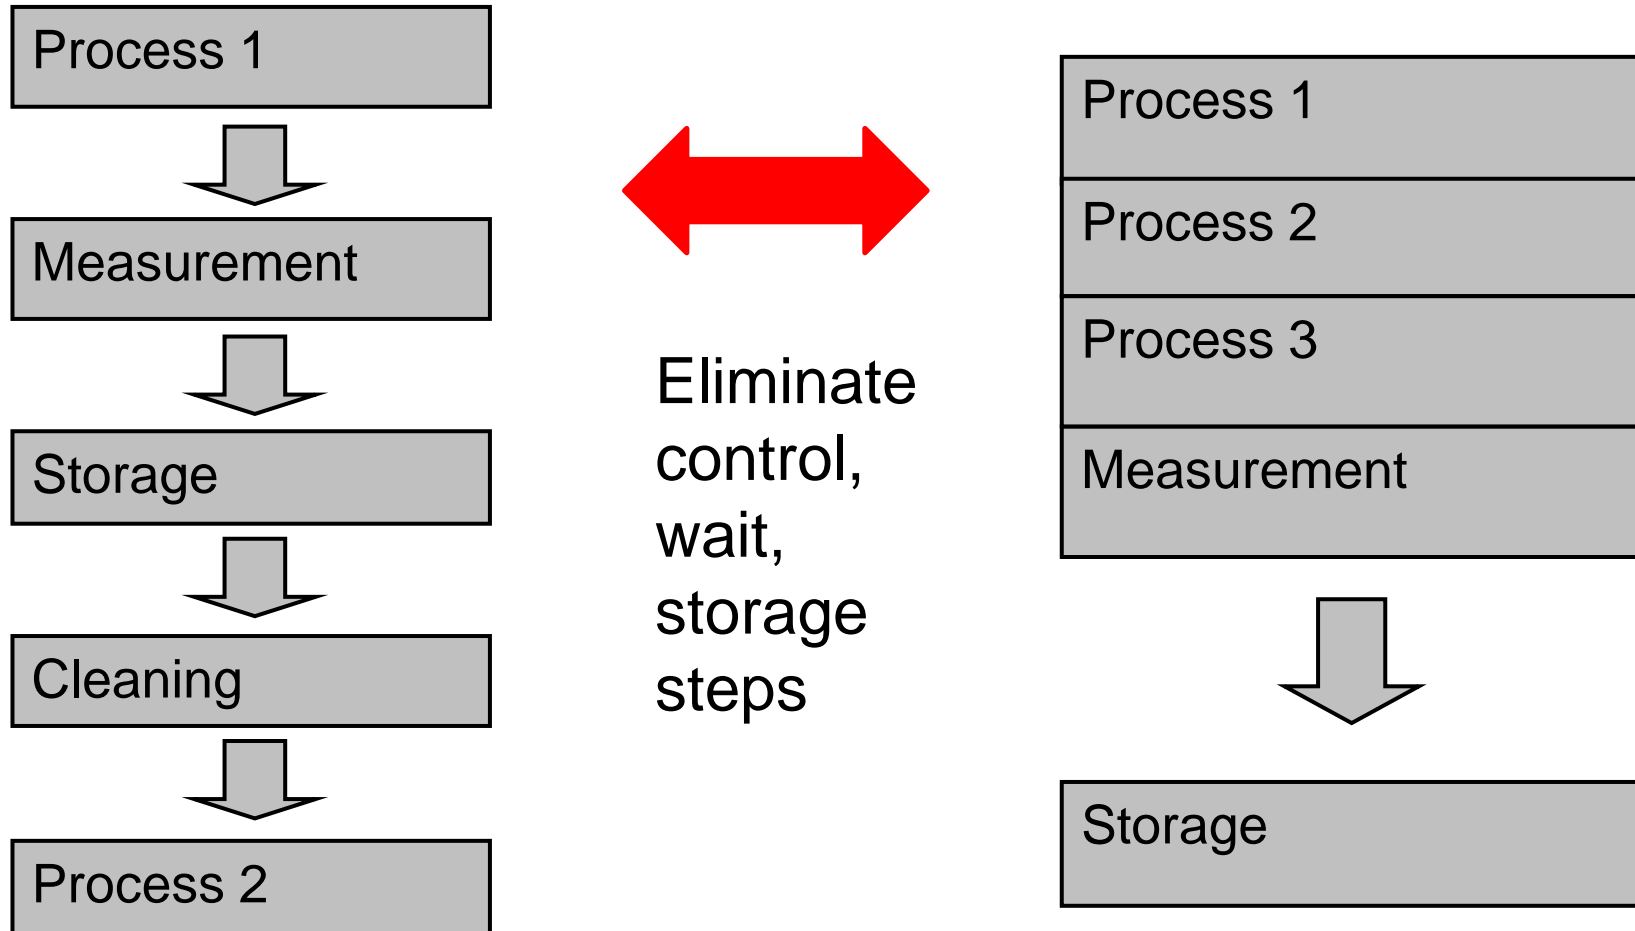 Process 1
Measurement
Storage
Cleaning
Process 2
Eliminate
control,
wait,
storage
steps
Process 1
Process 2
Process 3
Measurement
Storage